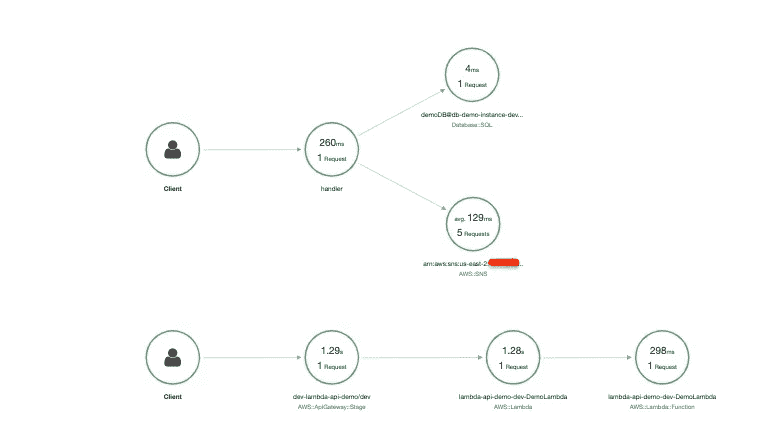 4ms
1 Request
demoDB@db-demo-instance-dev...
Database::SQL
260ms
1 Request
Client
handler
avg. 129ms
5 Requests
arn:aws:sns:us-east-2:
AWS::SNS
1.29s
1 Request
1.28s
1 Request
298ms
1 Request
Client
dev-lambda-api-demo/dev
lambda-api-demo-dev-DemoLambda
lambda-api-demo-dev-DemoLambda
AWS::ApiGateway::Stage
AWS::Lambda
AWS::Lambda::Function